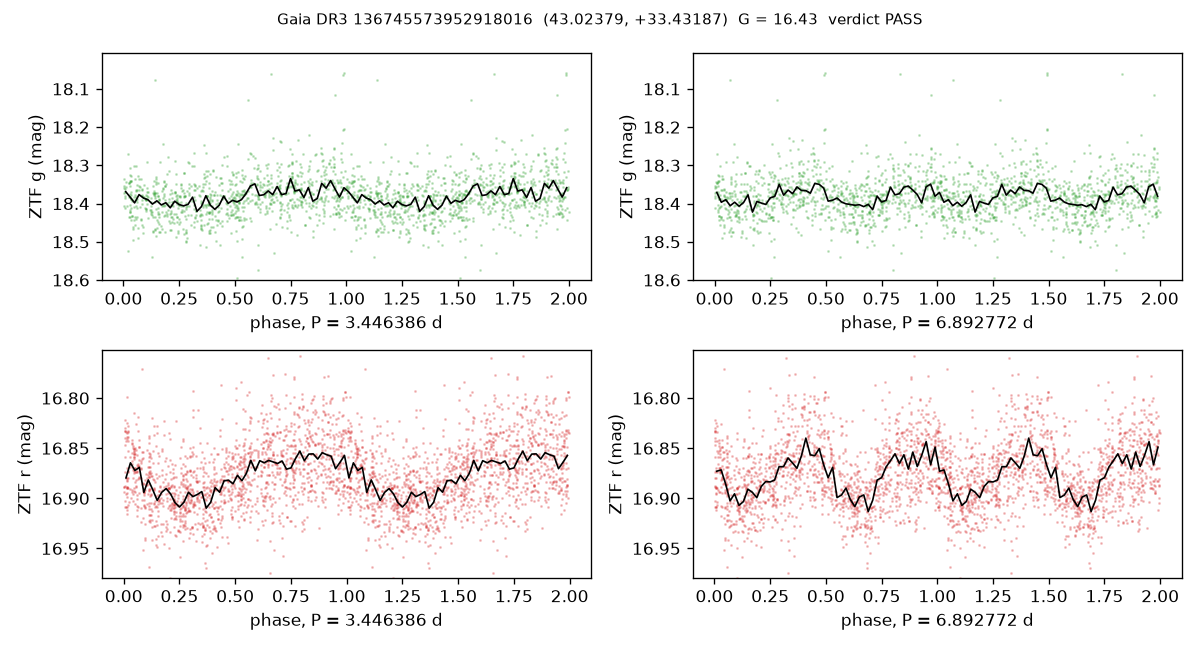 Gaia DR3 136745573952918016  (43.02379, +33.43187)  G = 16.43  verdict PASS
ZTF g (mag)
18.1
18.2
18.3
18.4
18.5
18.6
0.00 0.25 0.50 0.75 1.00 1.25 1.50 1.75 2.00
phase, P = 3.446386 d
ZTF g (mag)
18.1
18.2
18.3
18.4
18.5
18.6
0.00 0.25 0.50 0.75 1.00 1.25 1.50 1.75 2.00
phase, P = 6.892772 d
ZTF r (mag)
16.80
16.85
16.90
16.95
0.00 0.25 0.50 0.75 1.00 1.25 1.50 1.75 2.00
phase, P = 3.446386 d
ZTF r (mag)
16.80
16.85
16.90
16.95
0.00 0.25 0.50 0.75 1.00 1.25 1.50 1.75 2.00
phase, P = 6.892772 d